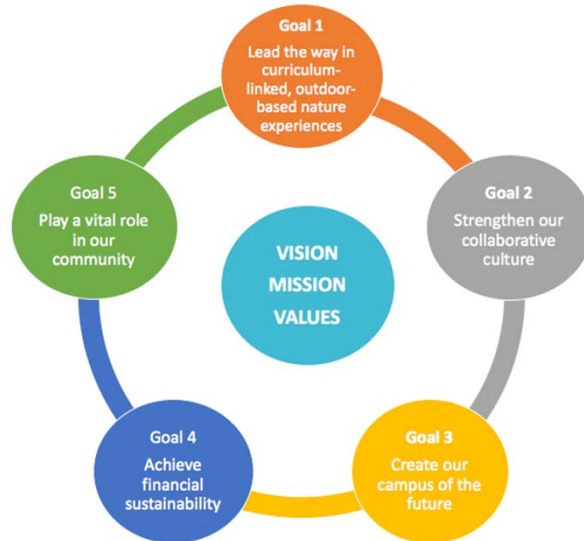 Goal 1
Lead the way in
curriculum-
linked, outdoor-
based nature
experiences
Goal 2
Strengthen our
collaborative
culture
Goal 3
Create our
campus of the
future
Goal 4
Achieve
financial
sustainability
Goal 5
Play a vital role
in our
community
VISION
MISSION
VALUES